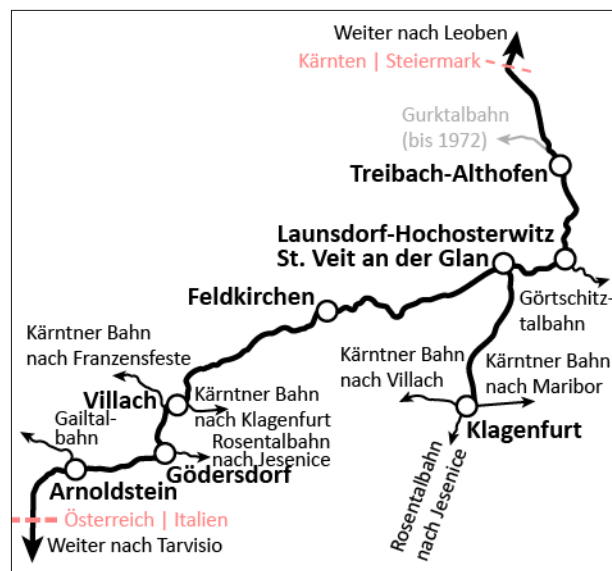 Weiter nach Leoben
Kärnten | Steiermark
Gurktalbahn
(bis 1972)
Treibach-Althofen
Launsdorf-Hochosterwitz
St. Veit an der Glan
Görtschitz-
talbahn
Feldkirchen
Kärntner Bahn
nach Franzensfeste
Kärntner Bahn
nach Villach
Kärntner Bahn
nach Maribor
Villach
Kärntner Bahn
nach Klagenfurt
Klagenfurt
Gailtal-
bahn
Rosentalbahn
nach Jesenice
Gödersdorf
Arnoldstein
Rosentalbahn
nach Jesenice
Österreich | Italien
Weiter nach Tarvisio